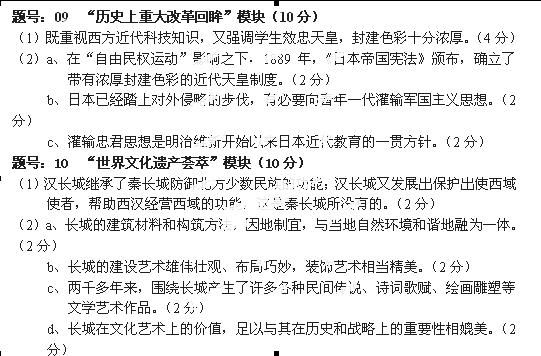 题号：09 “历史上重大改革回眸”模块（10 分）
（1）既重视西方近代科技知识，又强调学生效忠天皇，封建色彩十分浓厚。（4 分）
（2）a、在“自由民权运动”影响之下，1889 年，《日本帝国宪法》颁布，确立了
带有浓厚封建色彩的近代天皇制度。（2 分）
b、日本已经踏上对外侵略的步伐，有必要向青年一代灌输军国主义思想。（2
分）
c、灌输忠君思想是明治维新开始以来日本近代教育的一贯方针。（2 分）
题号：10 “世界文化遗产荟萃”模块（10 分）
（1）汉长城继承了秦长城防御北方少数民族的功能；汉长城又发展出保护出使西域
使者，帮助西汉经营西域的功能，这是秦长城所没有的。（2 分）
（2）a、长城的建筑材料和构筑方法，因地制宜，与当地自然环境和谐地融为一体。
（2 分）
b、长城的建设艺术雄伟壮观、布局巧妙，装饰艺术相当精美。（2 分）
c、两千多年来，围绕长城产生了许多各种民间传说、诗词歌赋、绘画雕塑等
文学艺术作品。（2 分）
d、长城在文化艺术上的价值，足以与其在历史和战略上的重要性相媲美。（2
分）